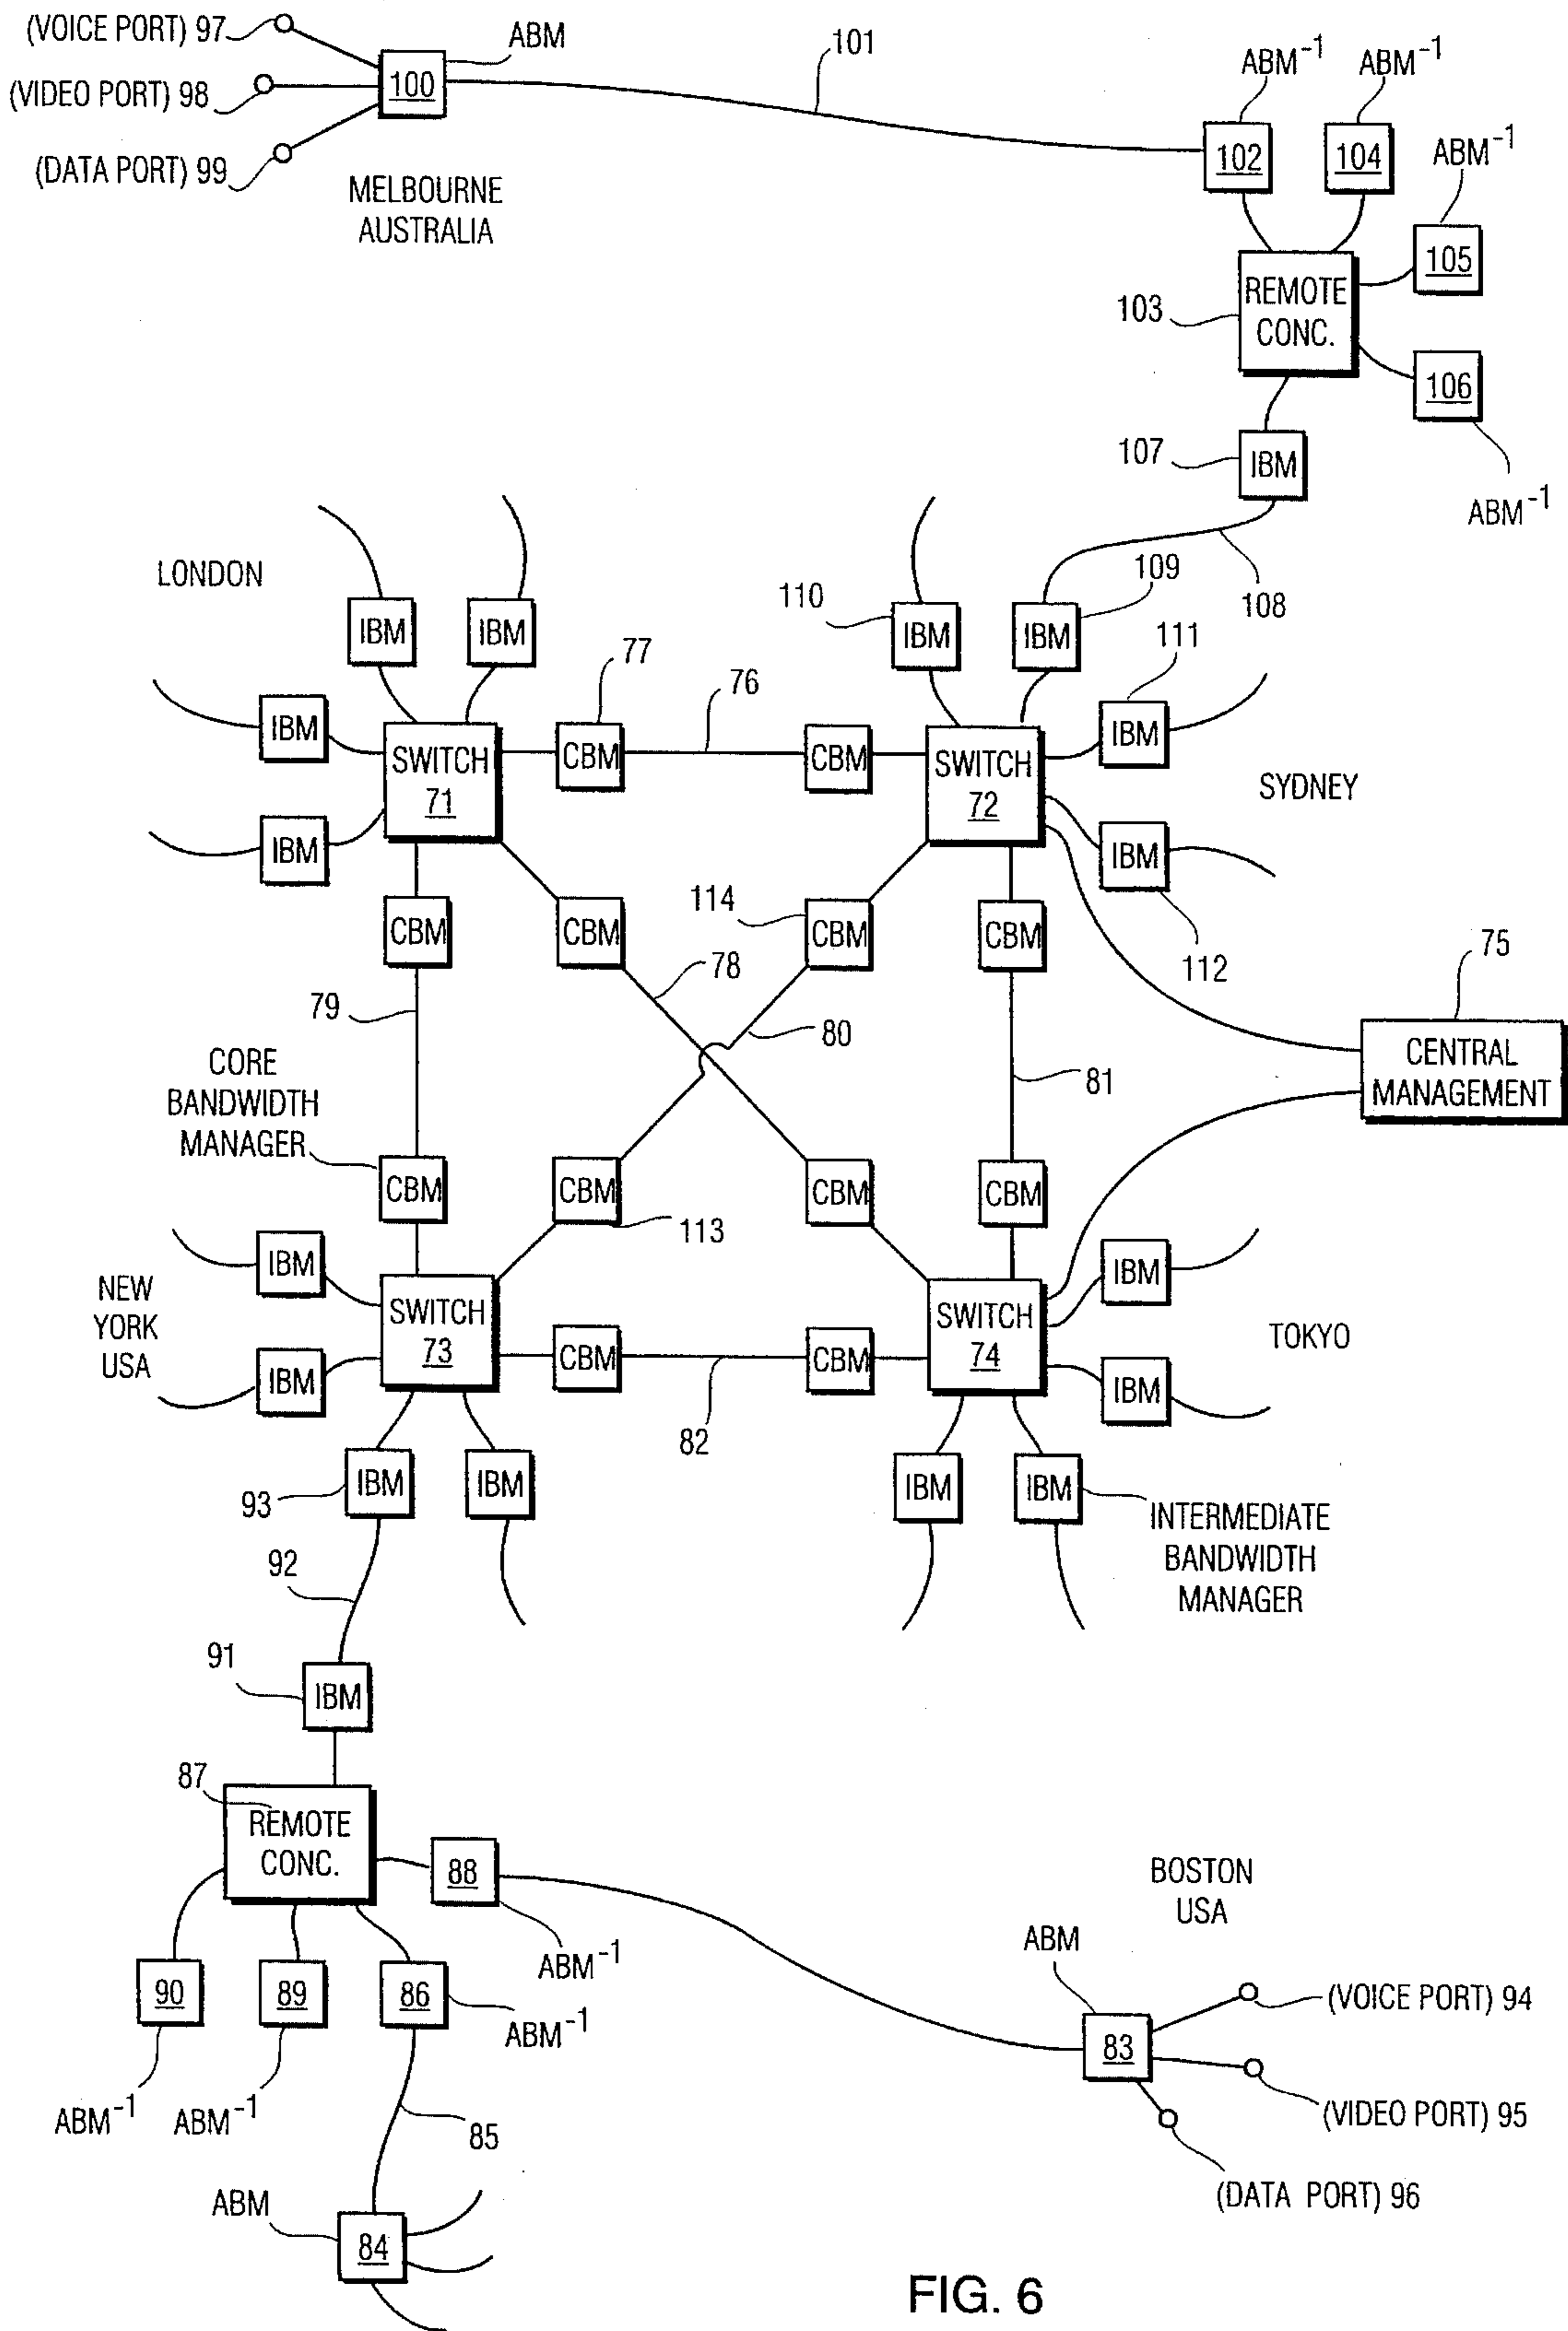 (VOICE PORT) 97
ABM
101
(VIDEO PORT) 98
100
(DATA PORT) 99
MELBOURNE
AUSTRALIA
ABM-1
ABM-1
102
104
ABM-1
105
103
REMOTE
CONC.
106
ABM-1
107
IBM
108
LONDON
IBM
IBM
110
IBM
109
IBM
77
76
111
IBM
CBM
CBM
IBM
SWITCH
71
SWITCH
72
SYDNEY
IBM
IBM
112
CBM
CBM
114
CBM
CBM
78
79
80
75
CENTRAL
MANAGEMENT
81
CORE
BANDWIDTH
MANAGER
CBM
CBM
113
CBM
CBM
IBM
IBM
NEW
YORK
USA
SWITCH
73
SWITCH
74
TOKYO
CBM
CBM
IBM
IBM
82
93
IBM
IBM
IBM
IBM
INTERMEDIATE
BANDWIDTH
MANAGER
92
91
IBM
87
REMOTE
CONC.
88
ABM-1
BOSTON
USA
ABM
83
(VOICE PORT) 94
(VIDEO PORT) 95
(DATA PORT) 96
90
89
86
ABM-1
ABM-1
ABM-1
85
ABM
84
FIG. 6